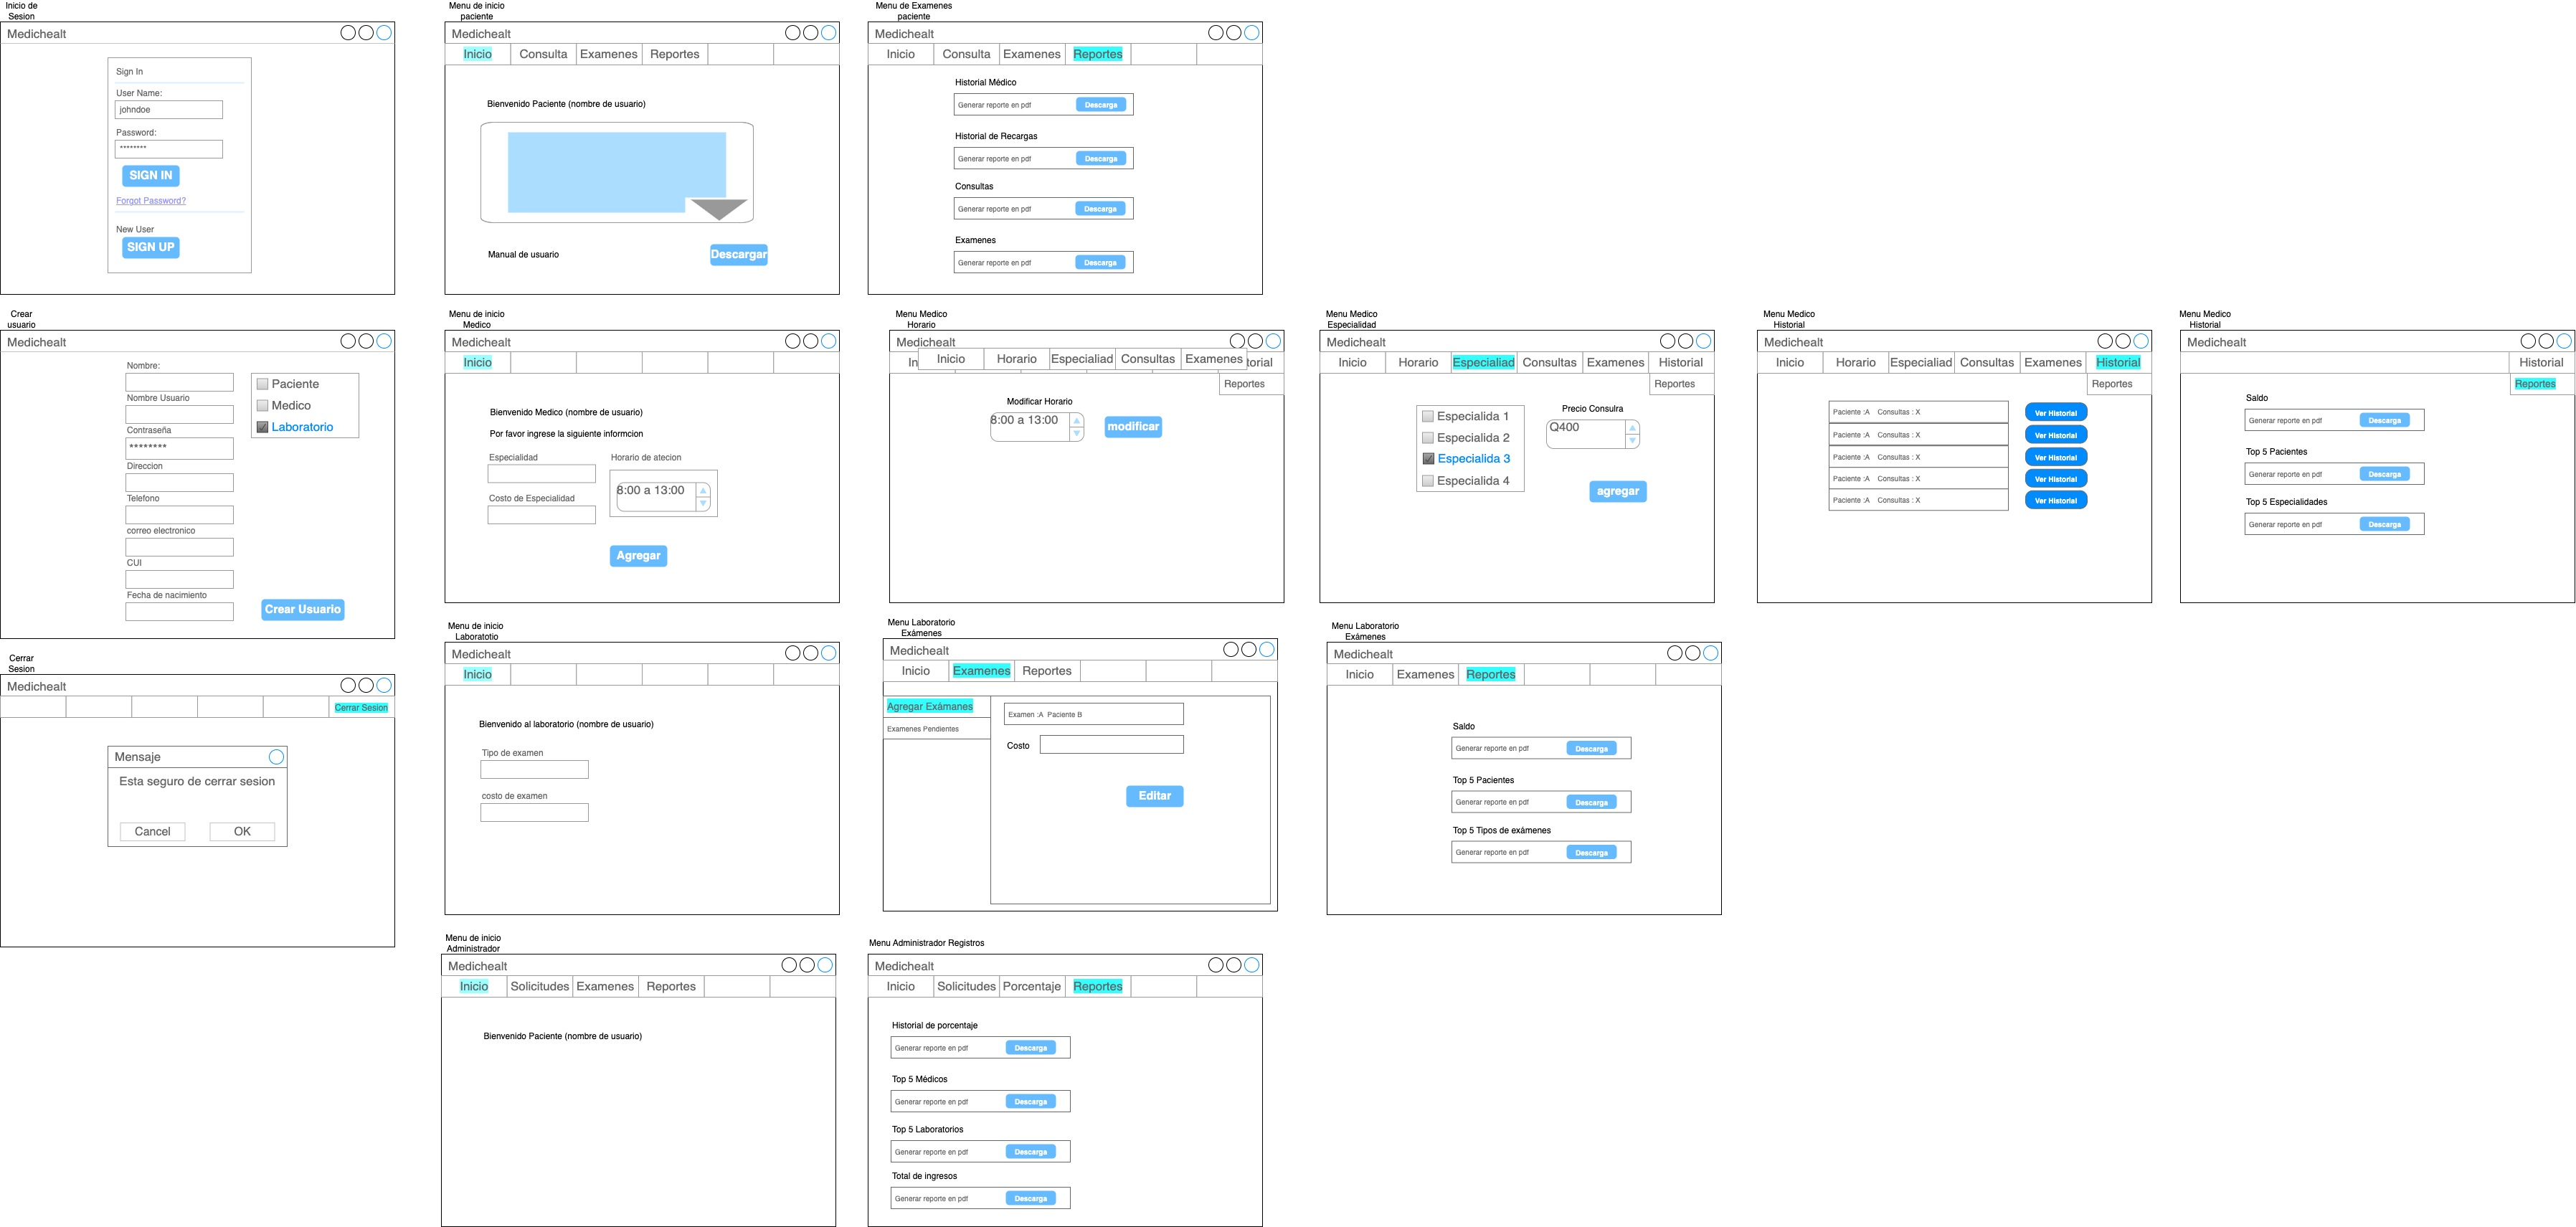 Inicio de
Sesion
Medichealt
Sign In
User Name:
johndoe
Password:
********
SIGN IN
Forgot Password?
New User
SIGN UP
Menu de inicio
paciente
Medichealt
Inicio Consulta Examenes Reportes
Bienvenido Paciente (nombre de usuario)
Manual de usuario
Descargar
Menu de Examenes
paciente
Medichealt
Inicio Consulta Examenes Reportes
Historial Médico
Generar reporte en pdf Descarga
Historial de Recargas
Generar reporte en pdf Descarga
Consultas
Generar reporte en pdf Descarga
Examenes
Generar reporte en pdf Descarga
Crear
usuario
Medichealt
Nombre:
Nombre Usuario
Contraseña
********
Direccion
Telefono
correo electronico
CUI
Fecha de nacimiento
Paciente
Medico
Laboratorio
Crear Usuario
Menu de inicio
Medico
Medichealt
Inicio
Bienvenido Medico (nombre de usuario)
Por favor ingrese la siguiente informcion
Especialidad
Horario de atecion
8:00 a 13:00
Costo de Especialidad
Agregar
Menu Medico
Horario
Medichealt
In torial
Inicio Horario Especialiad Consultas Examenes
Reportes
Modificar Horario
8:00 a 13:00
modificar
Menu Medico
Especialidad
Medichealt
Inicio Horario Especialiad Consultas Examenes Historial
Reportes
Especialida 1
Especialida 2
Especialida 3
Especialida 4
Precio Consulra
Q400
agregar
Menu Medico
Historial
Medichealt
Inicio Horario Especialiad Consultas Examenes Historial
Reportes
Paciente :A Consultas : X Ver Historial
Paciente :A Consultas : X Ver Historial
Paciente :A Consultas : X Ver Historial
Paciente :A Consultas : X Ver Historial
Paciente :A Consultas : X Ver Historial
Menu Medico
Historial
Medichealt
Historial
Reportes
Saldo
Generar reporte en pdf Descarga
Top 5 Pacientes
Generar reporte en pdf Descarga
Top 5 Especialidades
Generar reporte en pdf Descarga
Cerrar
Sesion
Medichealt
Cerrar Sesion
Mensaje
Esta seguro de cerrar sesion
Cancel OK
Menu de inicio
Laboratotio
Medichealt
Inicio
Bienvenido al laboratorio (nombre de usuario)
Tipo de examen
costo de examen
Menu Laboratorio
Exámenes
Medichealt
Inicio Examenes Reportes
Agregar Exámanes
Examenes Pendientes
Examen :A Paciente B
Costo
Editar
Menu Laboratorio
Exámenes
Medichealt
Inicio Examenes Reportes
Saldo
Generar reporte en pdf Descarga
Top 5 Pacientes
Generar reporte en pdf Descarga
Top 5 Tipos de exámenes
Generar reporte en pdf Descarga
Menu de inicio
Administrador
Medichealt
Inicio Solicitudes Examenes Reportes
Bienvenido Paciente (nombre de usuario)
Menu Administrador Registros
Medichealt
Inicio Solicitudes Porcentaje Reportes
Historial de porcentaje
Generar reporte en pdf Descarga
Top 5 Médicos
Generar reporte en pdf Descarga
Top 5 Laboratorios
Generar reporte en pdf Descarga
Total de ingresos
Generar reporte en pdf Descarga